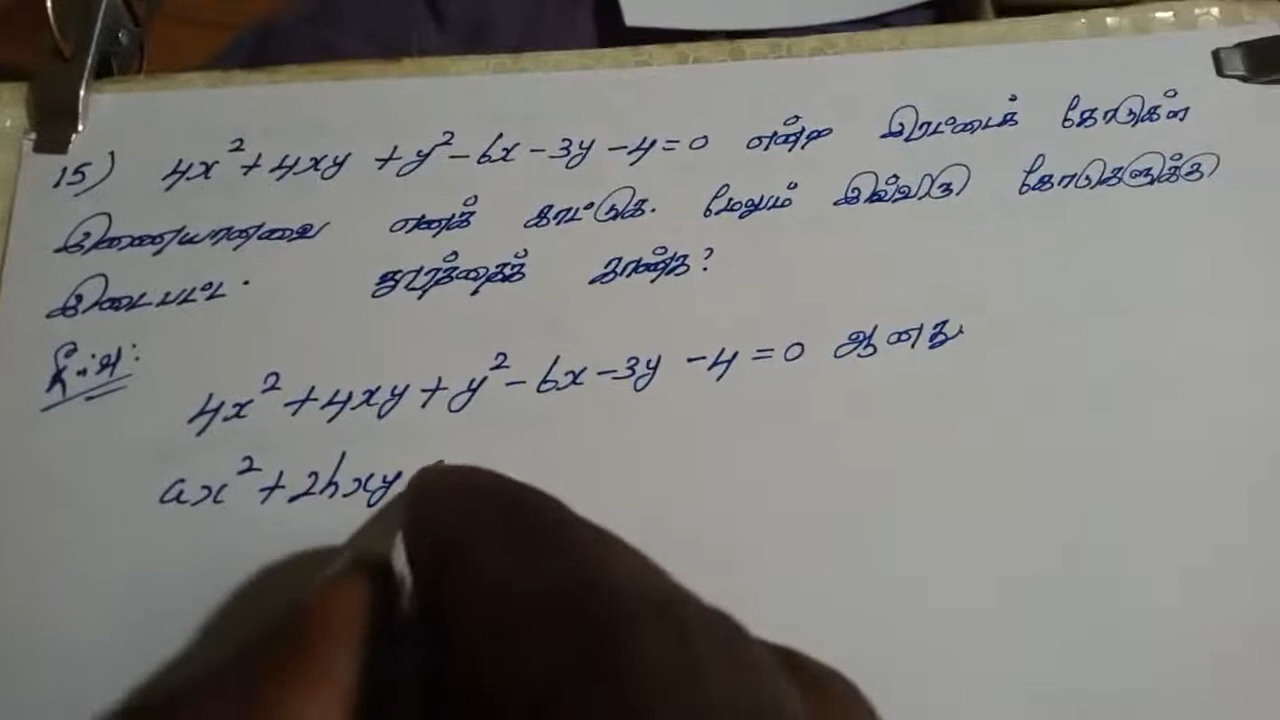 15) 4x²+4xy +y²-6x-3y-4=0 என்ற இரட்டைக் கோடுகள்
இணையானவை எனக் காட்டுக. மேலும் இவ்விரு கோடுகளுக்கு
இடைபட்ட. தூரத்தைக் காண்க?
4x²+4xy+y²-6x-3y-4=0 ஆனது
ax²+2hxy